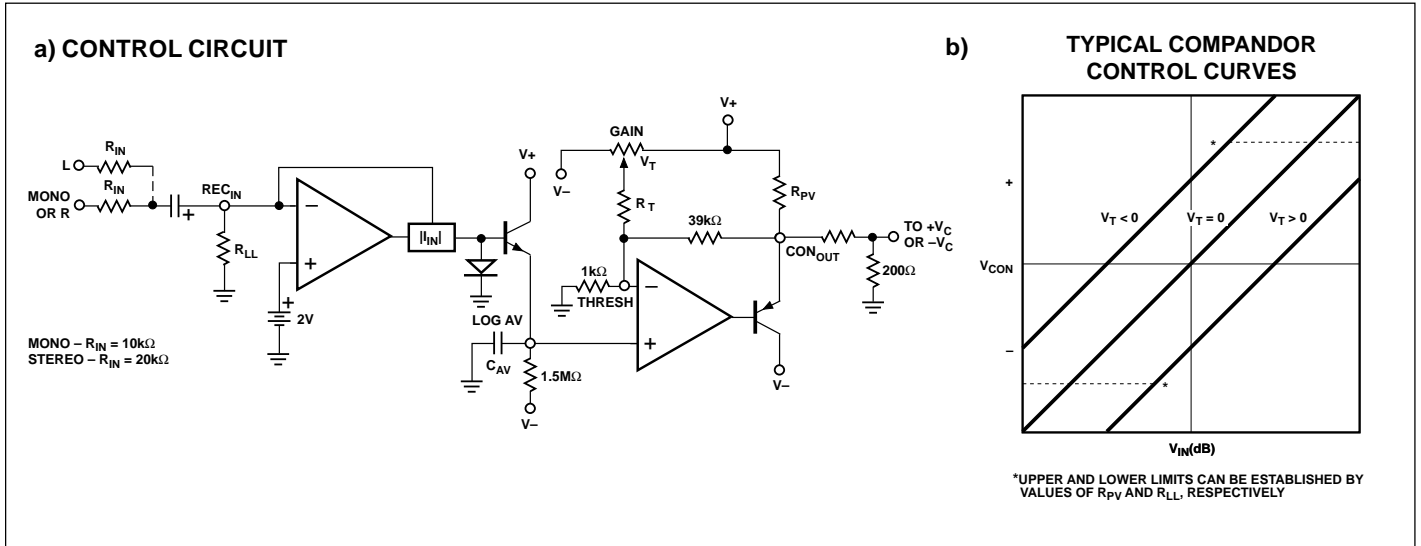 a) CONTROL CIRCUIT
L
R_IN
MONO
OR R
R_IN
REC_IN
R_LL
–
+
+
+
2V
|I_IN|
V+
LOG AV
C_AV
1.5MΩ
V–
V–
GAIN
V_T
V+
R_T
R_PV
39kΩ
1kΩ
THRESH
–
+
CON_OUT
TO +V_C
OR –V_C
200Ω
V–
MONO – R_IN = 10kΩ
STEREO – R_IN = 20kΩ
b)
TYPICAL COMPANDOR
CONTROL CURVES
*
+
V_T < 0
V_T = 0
V_T > 0
V_CON
–
*
V_IN(dB)
*UPPER AND LOWER LIMITS CAN BE ESTABLISHED BY
VALUES OF R_PV AND R_LL, RESPECTIVELY